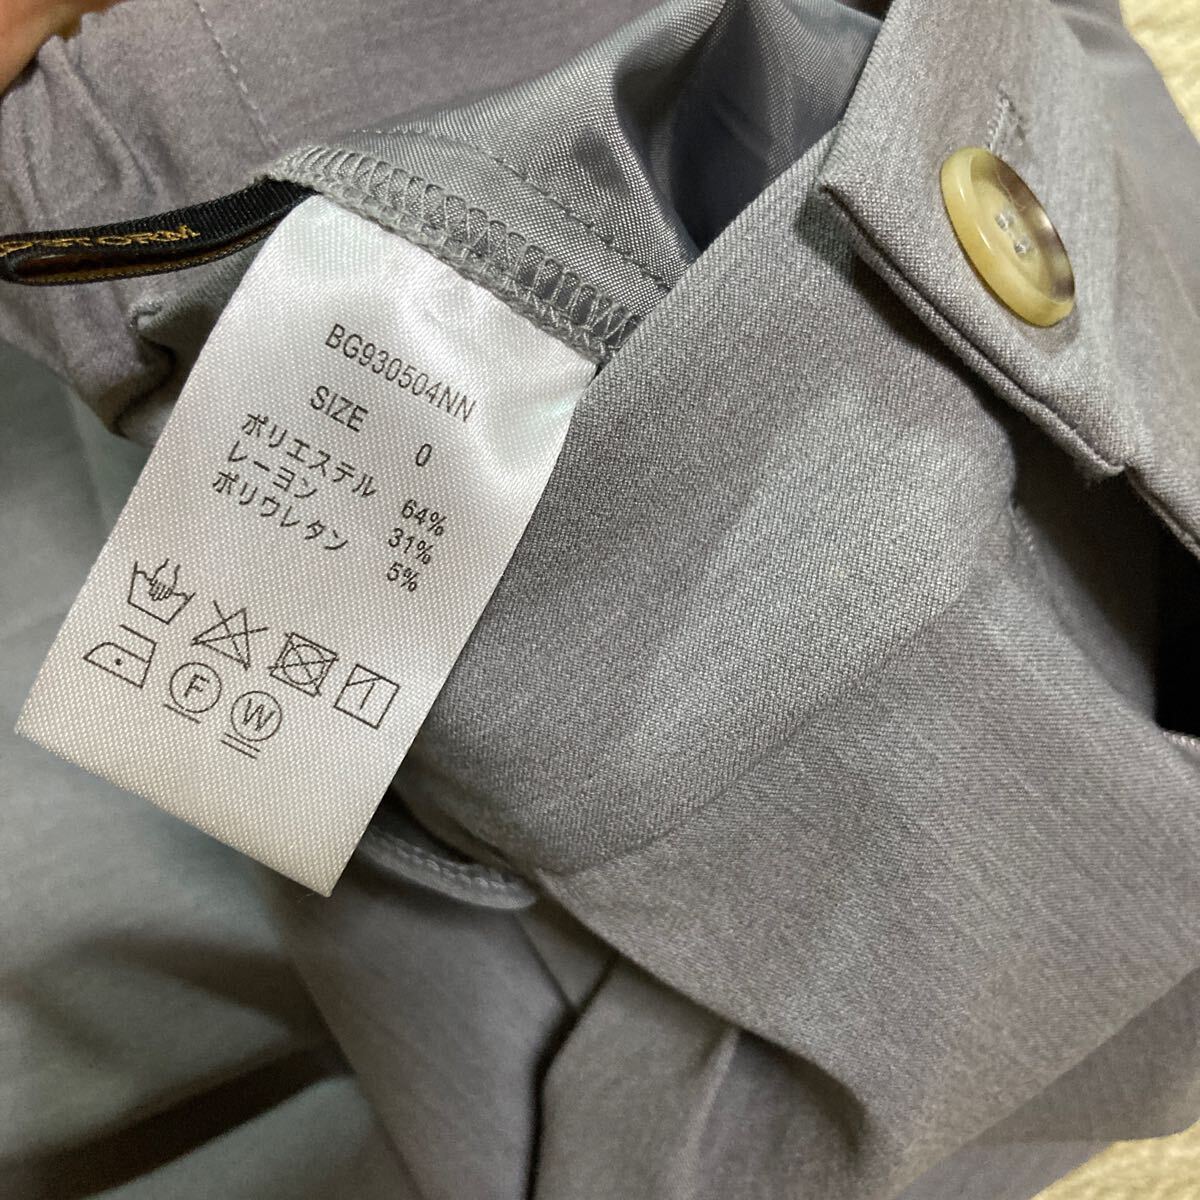 BG930504NN
SIZE 0
ポリエステル 64%
レーヨン 31%
ポリウレタン 5%
F
W